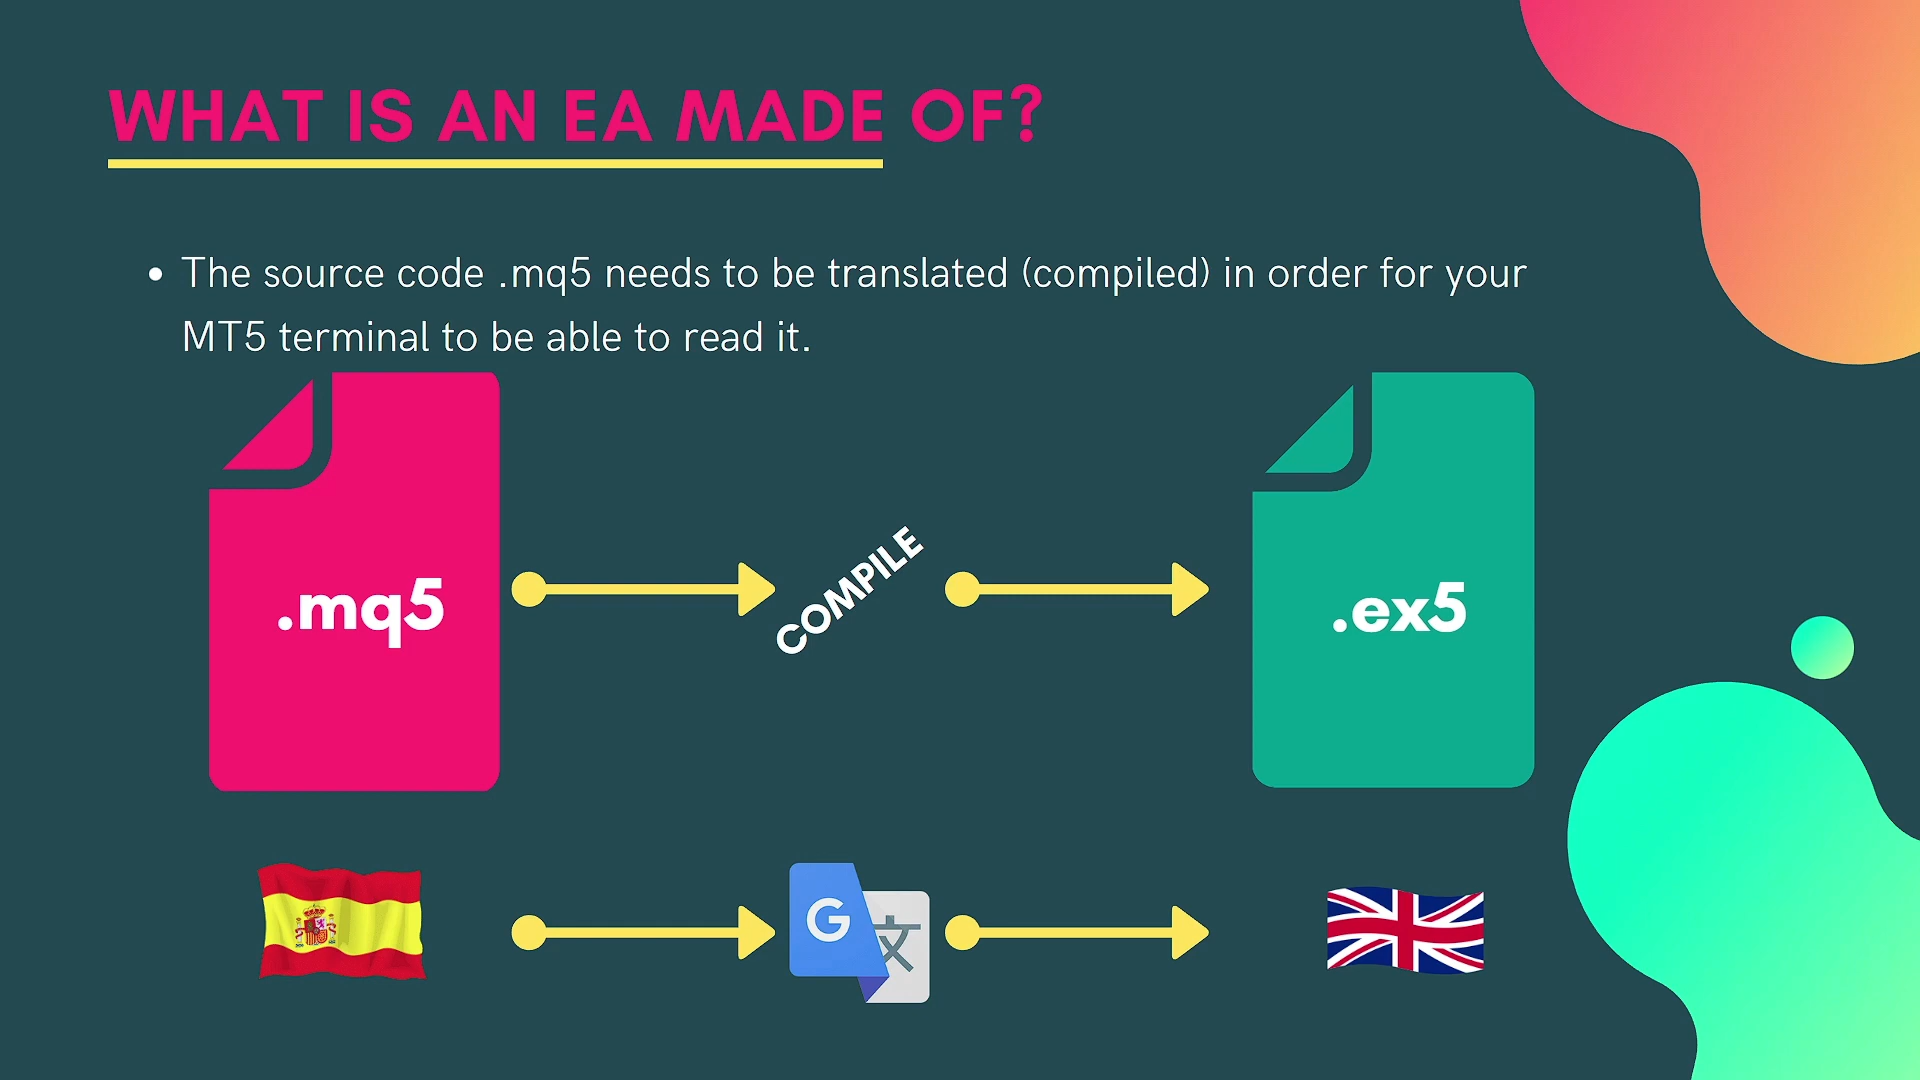 WHAT IS AN EA MADE OF?
• The source code .mq5 needs to be translated (compiled) in order for your
MT5 terminal to be able to read it.
.mq5
COMPILE
.ex5
G 文